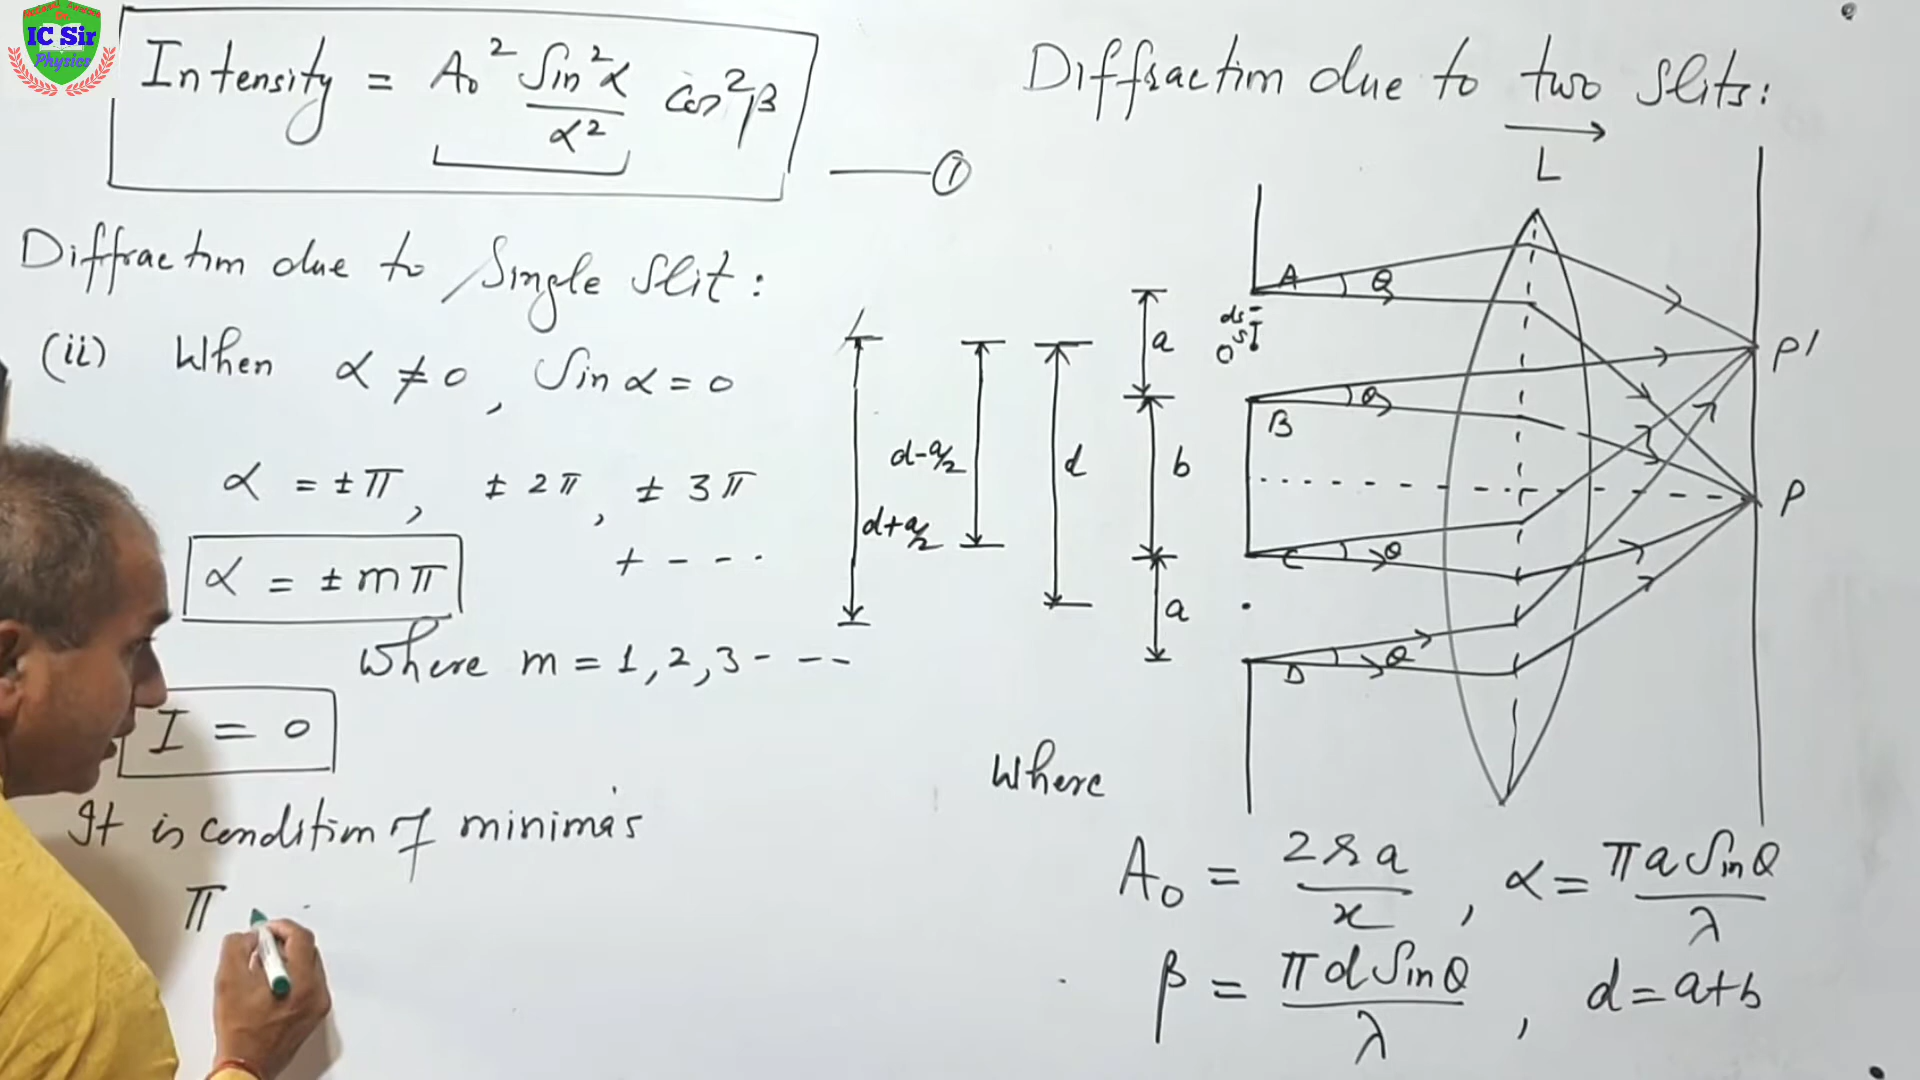 IC Sir
Physics
Intensity = A₀² Sin²α/α² Cos²β
—— ①
Diffraction due to Single Slit:
(ii) When α ≠ 0, Sin α = 0
α = ±π, ± 2π, ± 3π
+ - - - ·
α = ± m π
Where m = 1, 2, 3 - - -
I = 0
It is condition of minima's
π
Diffraction due to two Slits:
L
A θ
ds
S
O
a
P'
B θ
d-a/2
d
b
P
d+a/2
C θ
a
D θ
Where
A₀ = 2ra/x , α = πa Sinθ/λ
β = πd Sinθ/λ , d = a+b